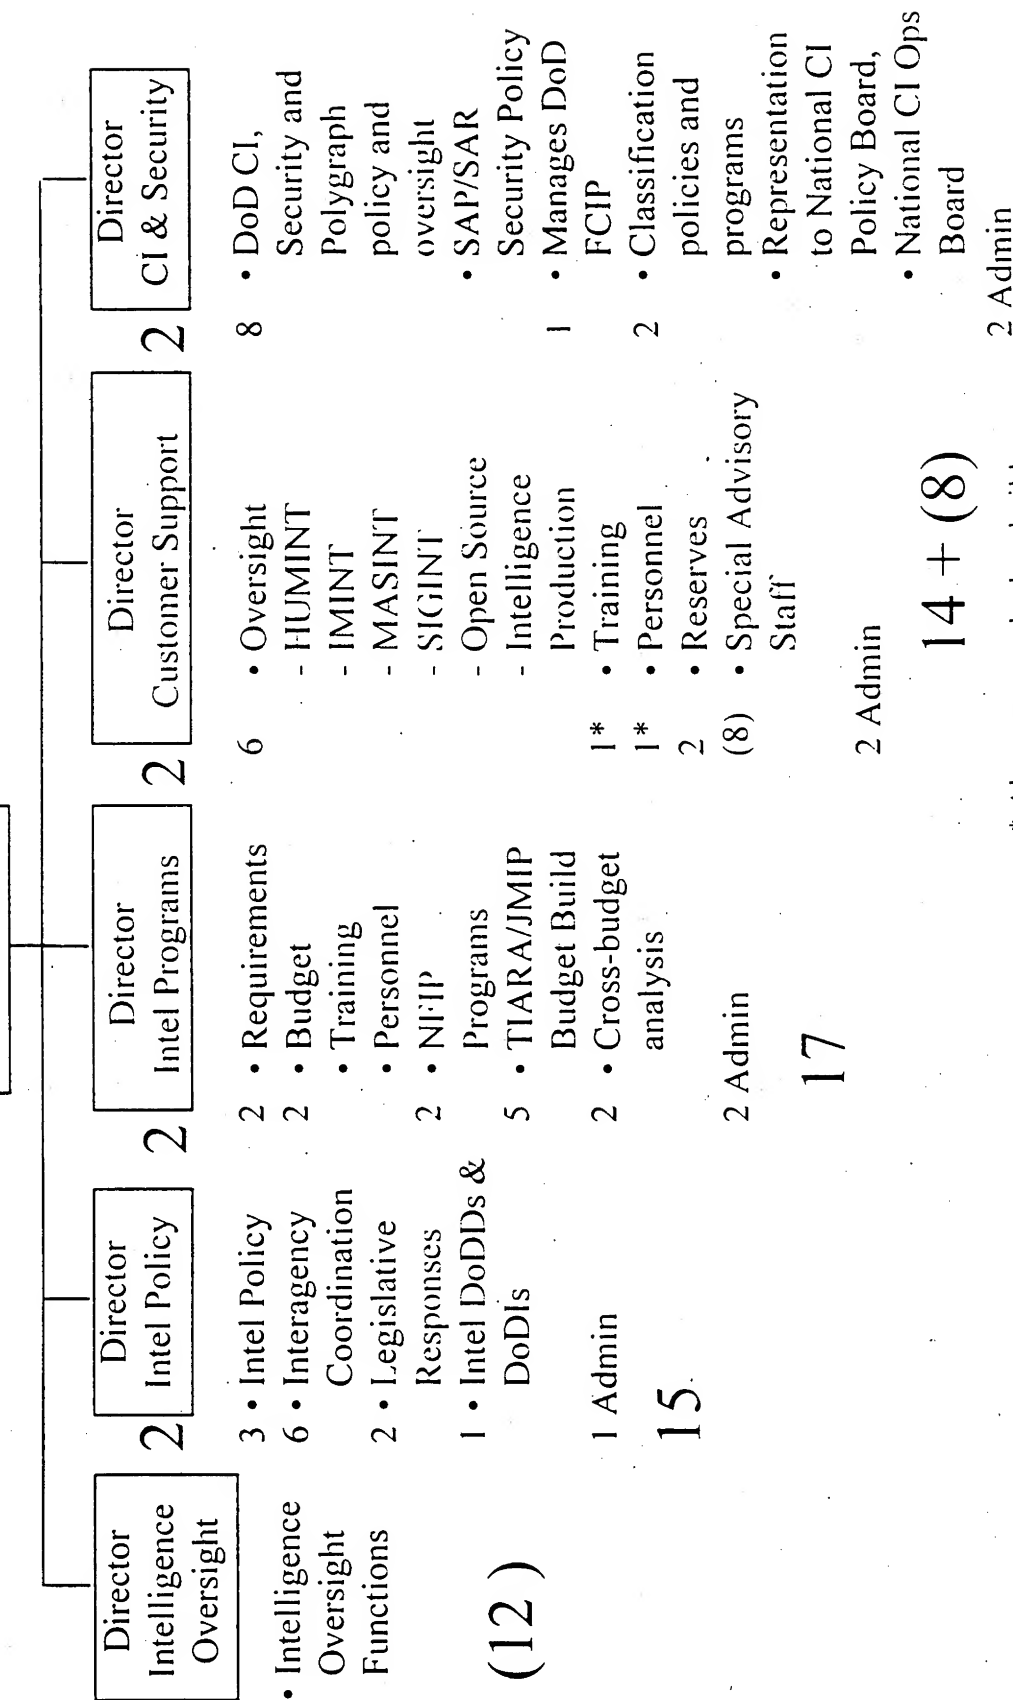 Director
Intelligence
Oversight
• Intelligence
Oversight
Functions
(12)
2
Director
Intel Policy
3 • Intel Policy
6 • Interagency
Coordination
2 • Legislative
Responses
1 • Intel DoDDs &
DoDIs
1 Admin
15
2
Director
Intel Programs
2 • Requirements
2 • Budget
• Training
• Personnel
2 • NFIP
Programs
5 • TIARA/JMIP
Budget Build
2 • Cross-budget
analysis
2 Admin
17
2
Director
Customer Support
6 • Oversight
- HUMINT
- IMINT
- MASINT
- SIGINT
- Open Source
- Intelligence
Production
1* • Training
1* • Personnel
2 • Reserves
(8) • Special Advisory
Staff
2 Admin
14 + (8)
2
Director
CI & Security
8 • DoD CI,
Security and
Polygraph
policy and
oversight
• SAP/SAR
Security Policy
1 • Manages DoD
FCIP
2 • Classification
policies and
programs
• Representation
to National CI
Policy Board,
• National CI Ops
Board
2 Admin